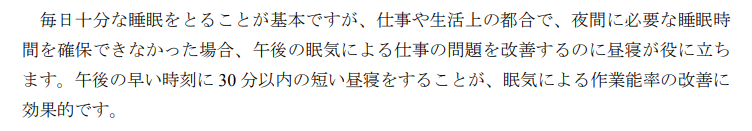 毎日十分な睡眠をとることが基本ですが、仕事や生活上の都合で、夜間に必要な睡眠時
間を確保できなかった場合、午後の眠気による仕事の問題を改善するのに昼寝が役に立ち
ます。午後の早い時刻に 30 分以内の短い昼寝をすることが、眠気による作業能率の改善に
効果的です。